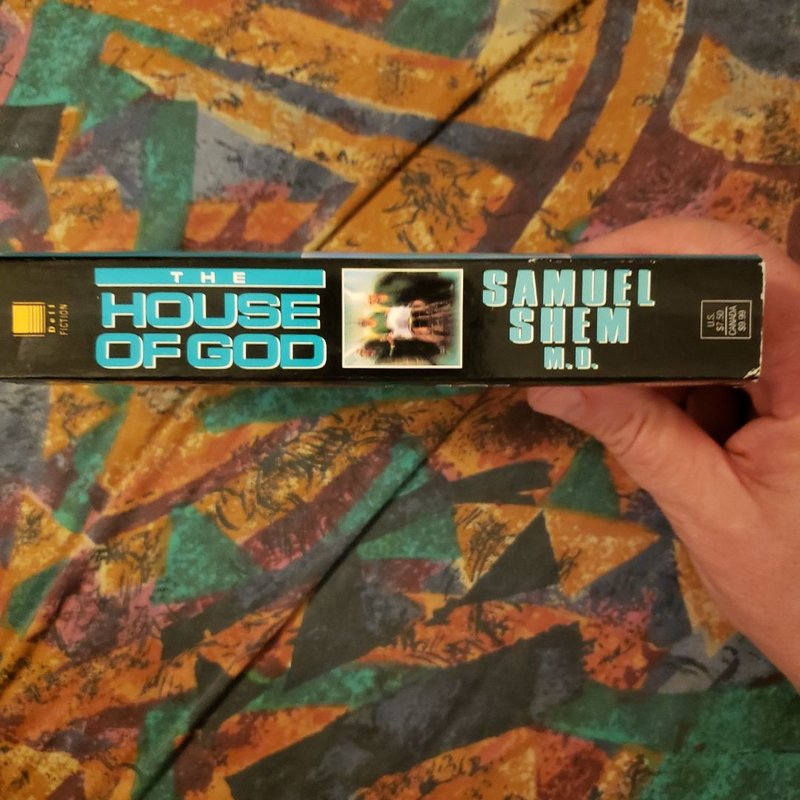 Dell
FICTION
THE
HOUSE
OF GOD
SAMUEL
SHEM
M.D.
U.S.
$7.50
CANADA
$9.99